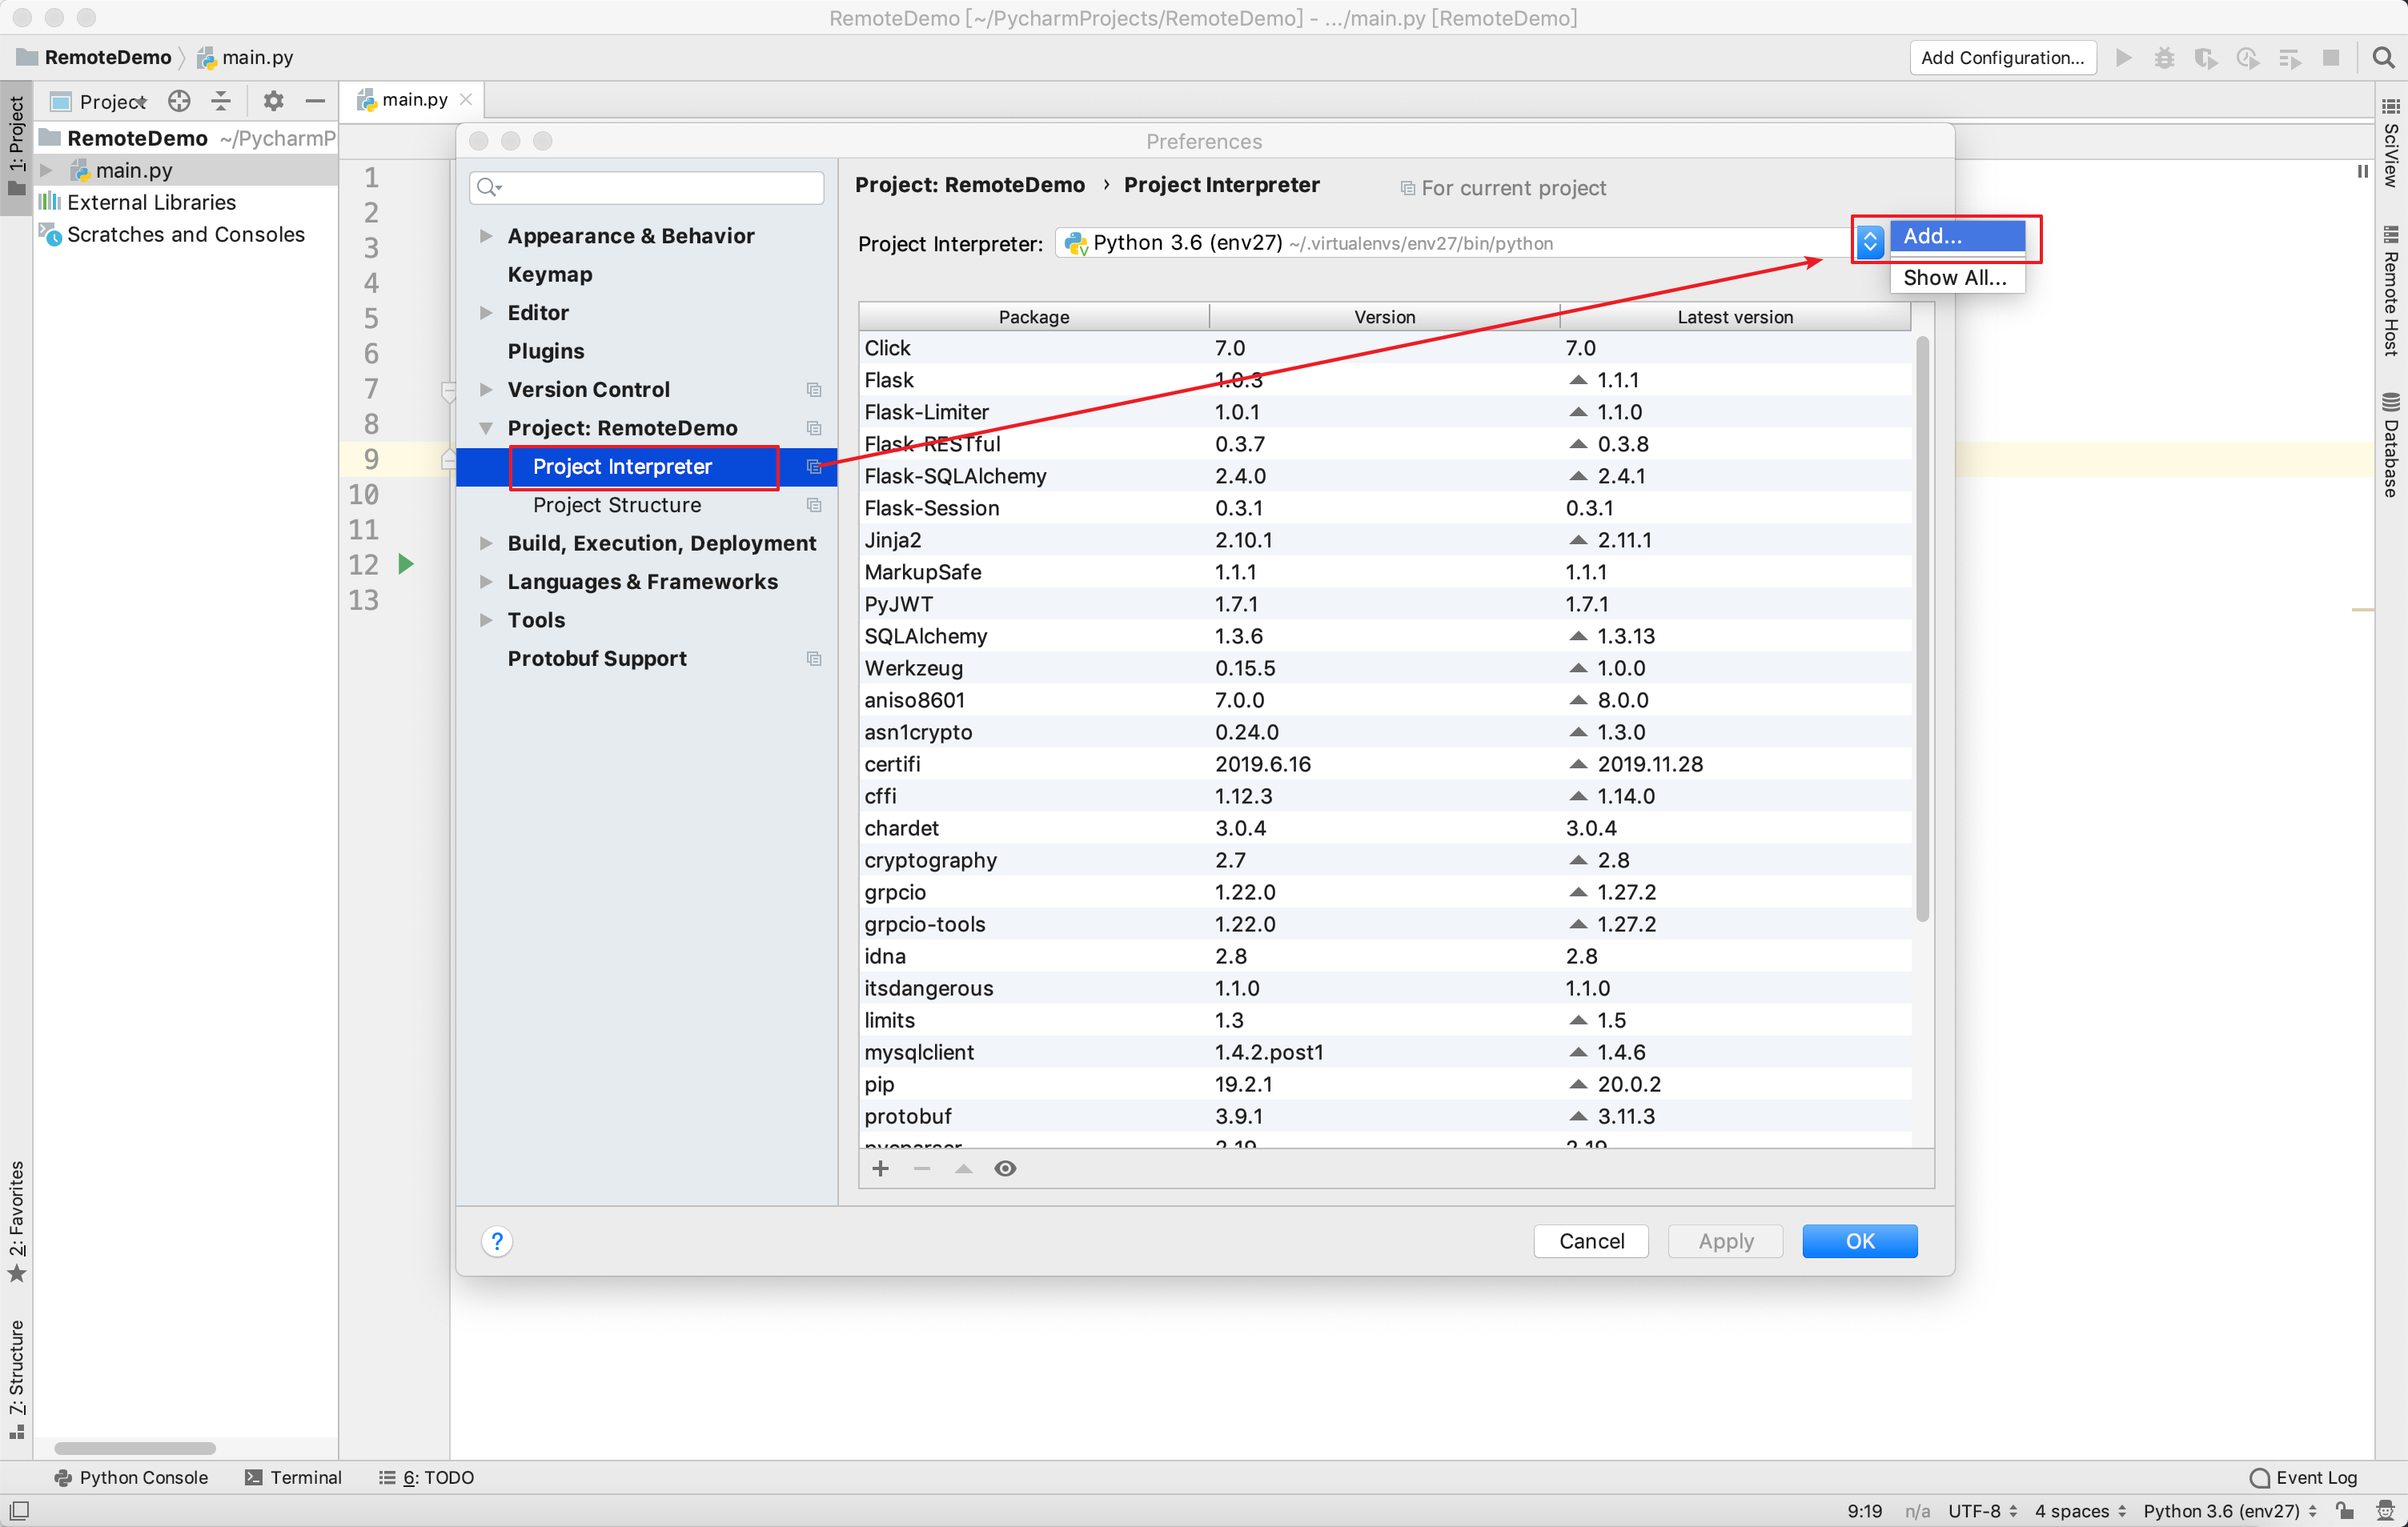 RemoteDemo [~/PycharmProjects/RemoteDemo] - .../main.py [RemoteDemo]
RemoteDemo main.py Add Configuration...
1: Project
Project
main.py
RemoteDemo ~/PycharmP
main.py
External Libraries
Scratches and Consoles
2: Favorites
7: Structure
1
2
3
4
5
6
7
8
9
10
11
12
13
Preferences
Appearance & Behavior
Keymap
Editor
Plugins
Version Control
Project: RemoteDemo
Project Interpreter
Project Structure
Build, Execution, Deployment
Languages & Frameworks
Tools
Protobuf Support
Project: RemoteDemo › Project Interpreter For current project
Project Interpreter: Python 3.6 (env27) ~/.virtualenvs/env27/bin/python
Add...
Show All...
Package Version Latest version
Click 7.0 7.0
Flask 1.0.3 1.1.1
Flask-Limiter 1.0.1 1.1.0
Flask-RESTful 0.3.7 0.3.8
Flask-SQLAlchemy 2.4.0 2.4.1
Flask-Session 0.3.1 0.3.1
Jinja2 2.10.1 2.11.1
MarkupSafe 1.1.1 1.1.1
PyJWT 1.7.1 1.7.1
SQLAlchemy 1.3.6 1.3.13
Werkzeug 0.15.5 1.0.0
aniso8601 7.0.0 8.0.0
asn1crypto 0.24.0 1.3.0
certifi 2019.6.16 2019.11.28
cffi 1.12.3 1.14.0
chardet 3.0.4 3.0.4
cryptography 2.7 2.8
grpcio 1.22.0 1.27.2
grpcio-tools 1.22.0 1.27.2
idna 2.8 2.8
itsdangerous 1.1.0 1.1.0
limits 1.3 1.5
mysqlclient 1.4.2.post1 1.4.6
pip 19.2.1 20.0.2
protobuf 3.9.1 3.11.3
pycparser 2.19 2.19
?
Cancel Apply OK
SciView
Remote Host
Database
Python Console Terminal 6: TODO Event Log
9:19 n/a UTF-8 4 spaces Python 3.6 (env27)